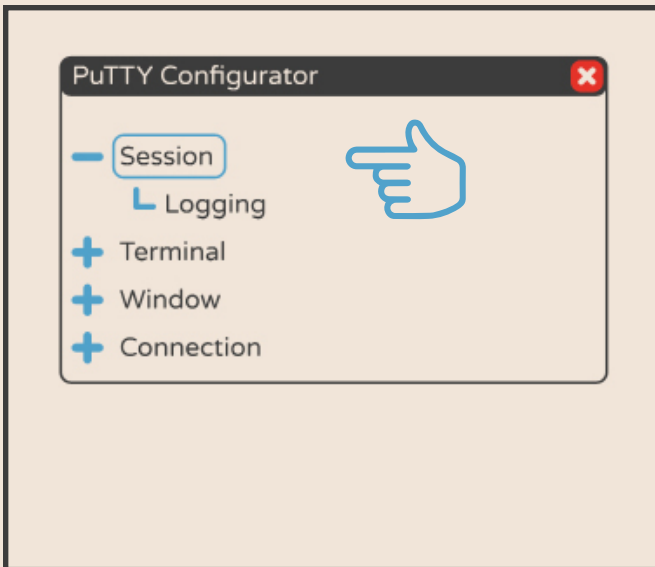 PuTTY Configurator
Session
Logging
Terminal
Window
Connection